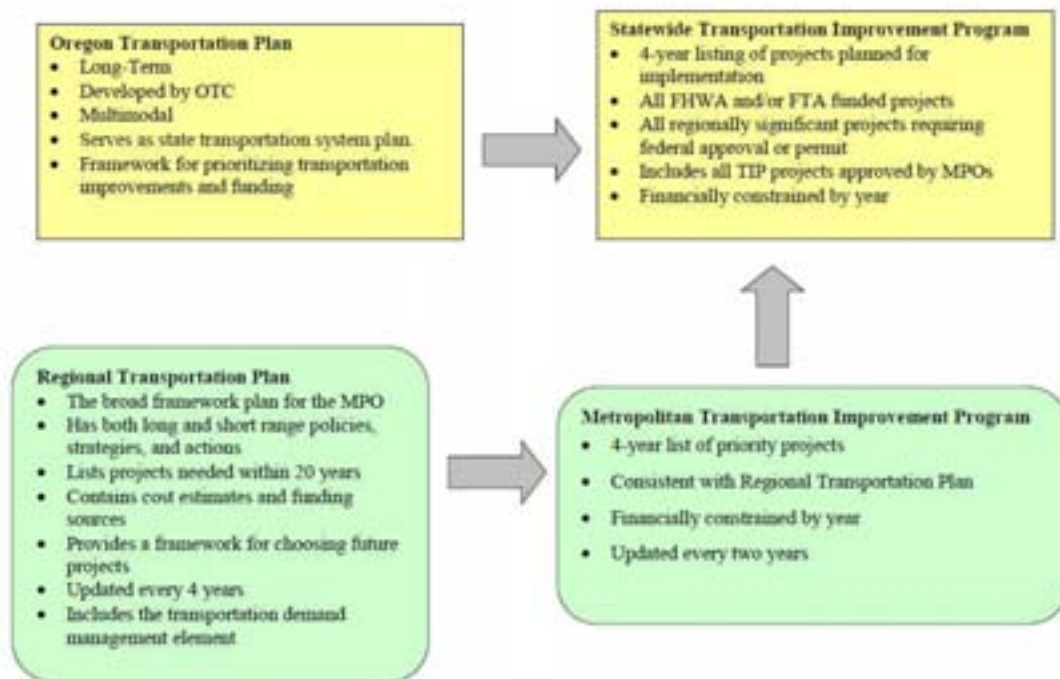 Oregon Transportation Plan
• Long-Term
• Developed by OTC
• Multimodal
• Serves as state transportation system plan.
• Framework for prioritizing transportation
improvements and funding
Statewide Transportation Improvement Program
• 4-year listing of projects planned for
implementation
• All FHWA and/or FTA funded projects
• All regionally significant projects requiring
federal approval or permit
• Includes all TIP projects approved by MPOs
• Financially constrained by year
Regional Transportation Plan
• The broad framework plan for the MPO
• Has both long and short range policies,
strategies, and actions
• Lists projects needed within 20 years
• Contains cost estimates and funding
sources
• Provides a framework for choosing future
projects
• Updated every 4 years
• Includes the transportation demand
management element
Metropolitan Transportation Improvement Program
• 4-year list of priority projects
• Consistent with Regional Transportation Plan
• Financially constrained by year
• Updated every two years